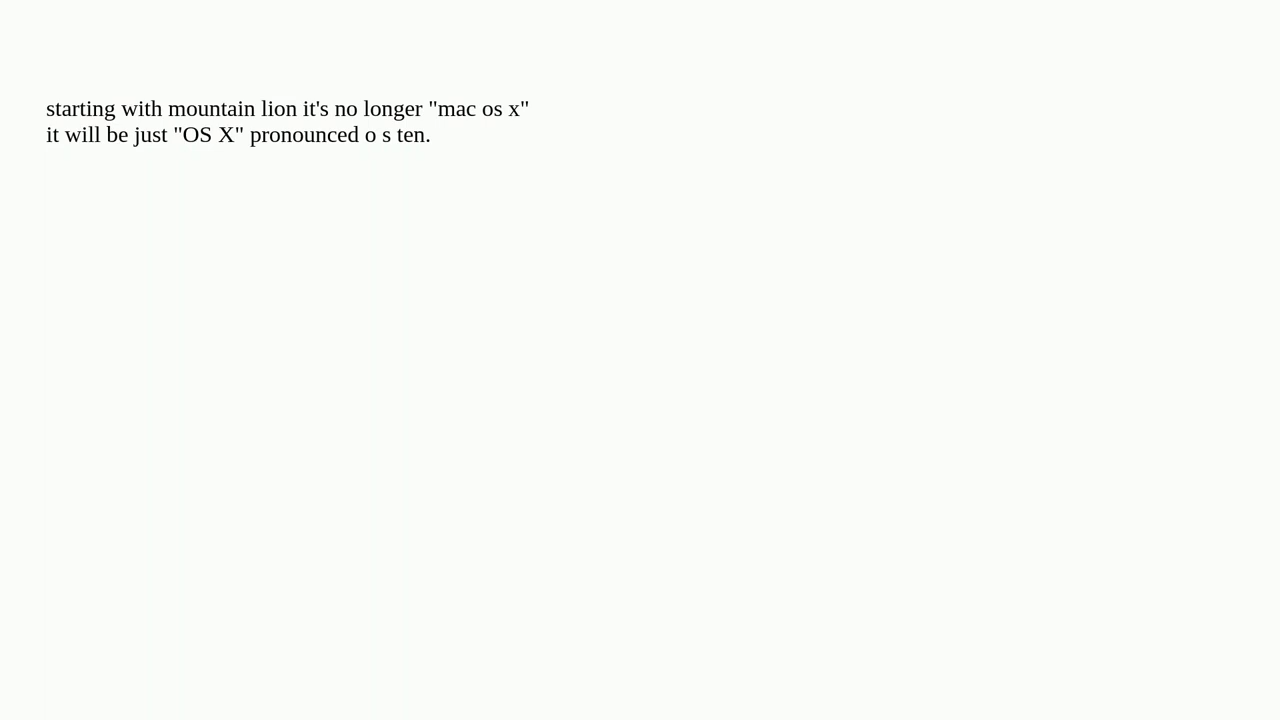 starting with mountain lion it's no longer "mac os x"
it will be just "OS X" pronounced o s ten.